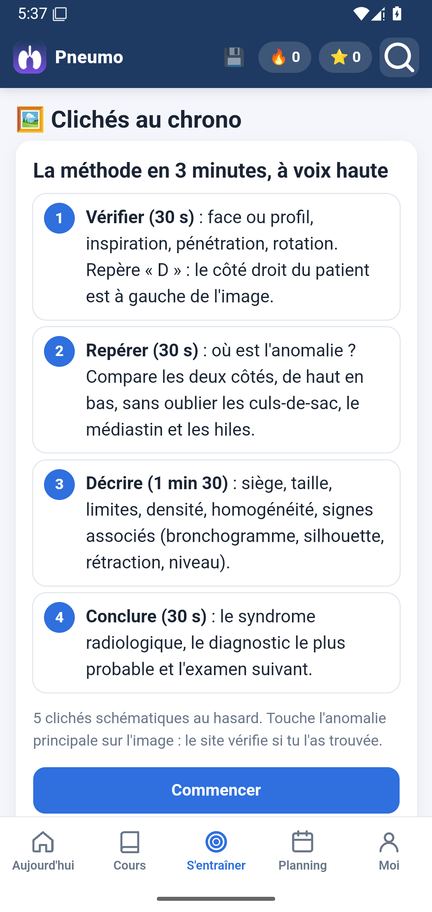 5:37
Pneumo
🔥 0
⭐ 0
🖼️ Clichés au chrono
La méthode en 3 minutes, à voix haute
1
Vérifier (30 s) : face ou profil,
inspiration, pénétration, rotation.
Repère « D » : le côté droit du patient
est à gauche de l'image.
2
Repérer (30 s) : où est l'anomalie ?
Compare les deux côtés, de haut en
bas, sans oublier les culs-de-sac, le
médiastin et les hiles.
3
Décrire (1 min 30) : siège, taille,
limites, densité, homogénéité, signes
associés (bronchogramme, silhouette,
rétraction, niveau).
4
Conclure (30 s) : le syndrome
radiologique, le diagnostic le plus
probable et l'examen suivant.
5 clichés schématiques au hasard. Touche l'anomalie
principale sur l'image : le site vérifie si tu l'as trouvée.
Commencer
Aujourd'hui
Cours
S'entraîner
Planning
Moi